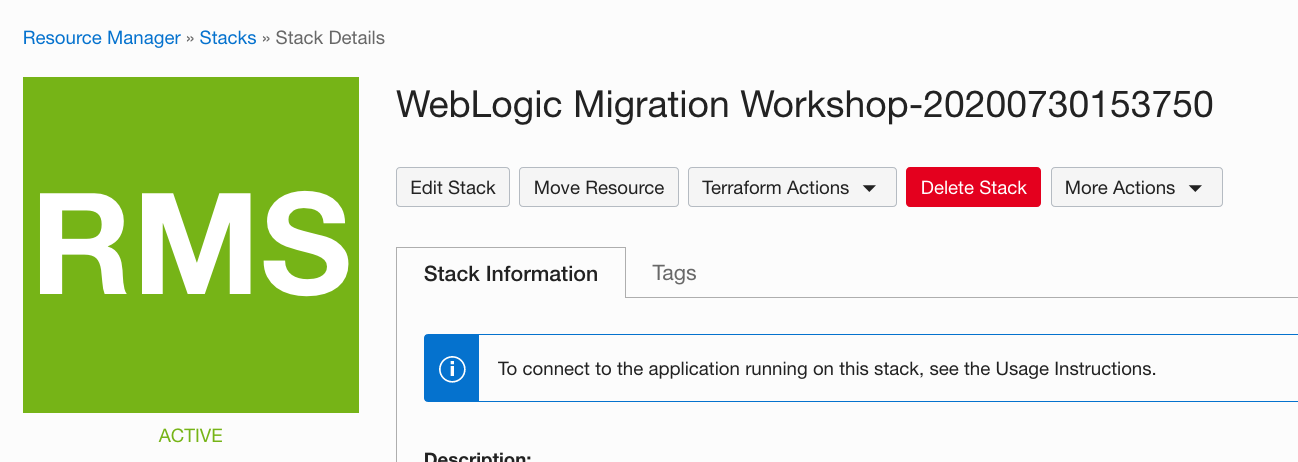 Resource Manager » Stacks » Stack Details
RMS
ACTIVE
WebLogic Migration Workshop-20200730153750
Edit Stack Move Resource Terraform Actions Delete Stack More Actions
Stack Information Tags
To connect to the application running on this stack, see the Usage Instructions.
Description: